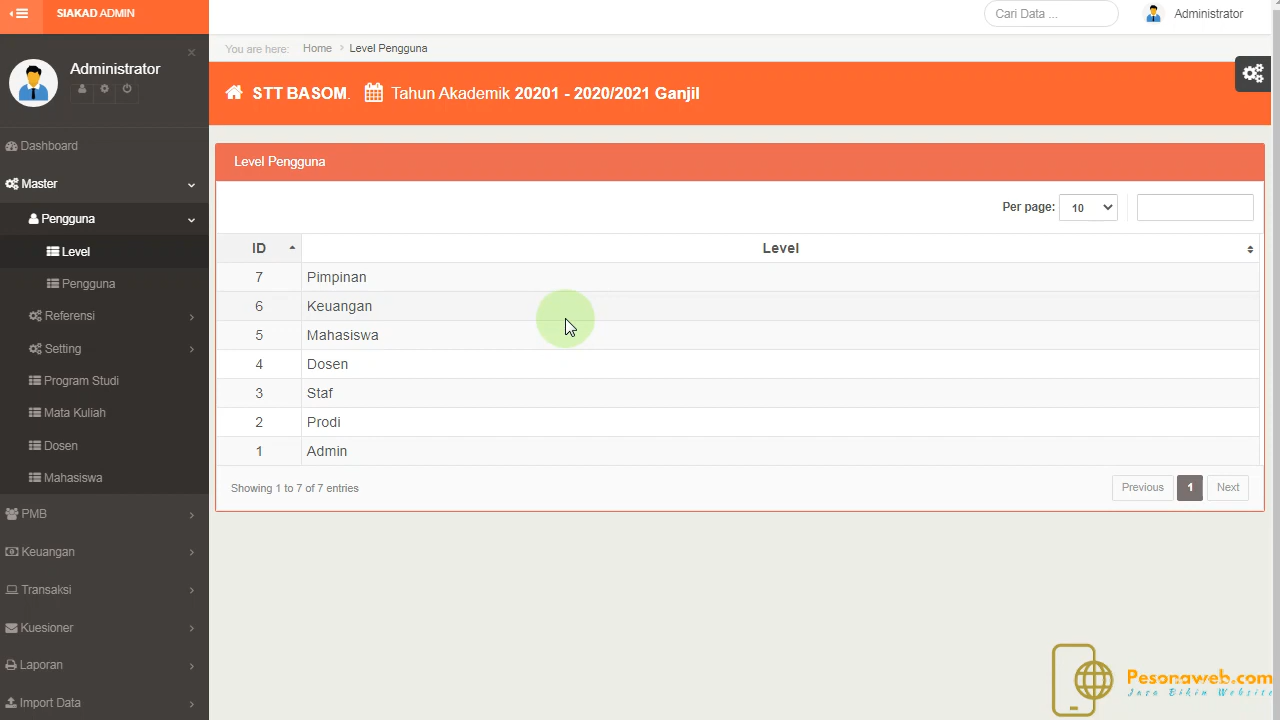 SIAKAD ADMIN
Cari Data ...
Administrator
You are here:
Home
Level Pengguna
Administrator
STT BASOM. Tahun Akademik 20201 - 2020/2021 Ganjil
Dashboard
Master
Pengguna
Level
Pengguna
Referensi
Setting
Program Studi
Mata Kuliah
Dosen
Mahasiswa
PMB
Keuangan
Transaksi
Kuesioner
Laporan
Import Data
Level Pengguna
Per page: 10
ID Level
7 Pimpinan
6 Keuangan
5 Mahasiswa
4 Dosen
3 Staf
2 Prodi
1 Admin
Showing 1 to 7 of 7 entries
Previous 1 Next
Pesonaweb.com
Jasa Bikin Website